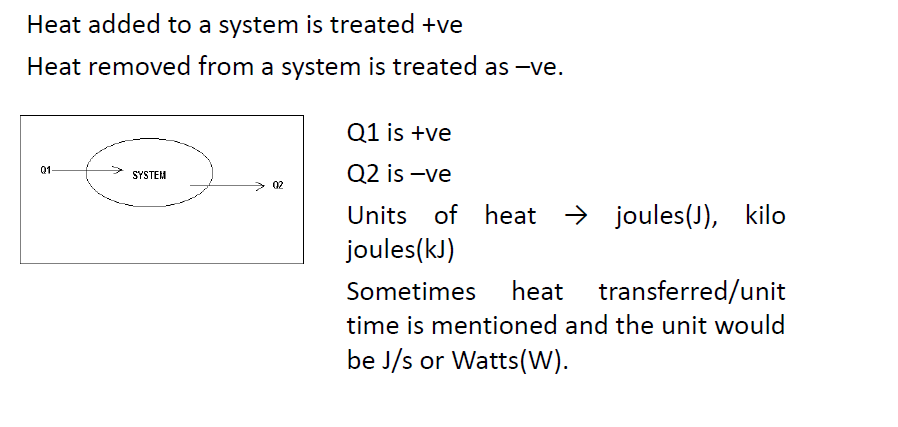 Heat added to a system is treated +ve
Heat removed from a system is treated as –ve.
Q1
SYSTEM
Q2
Q1 is +ve
Q2 is –ve
Units of heat → joules(J), kilo
joules(kJ)
Sometimes heat transferred/unit
time is mentioned and the unit would
be J/s or Watts(W).